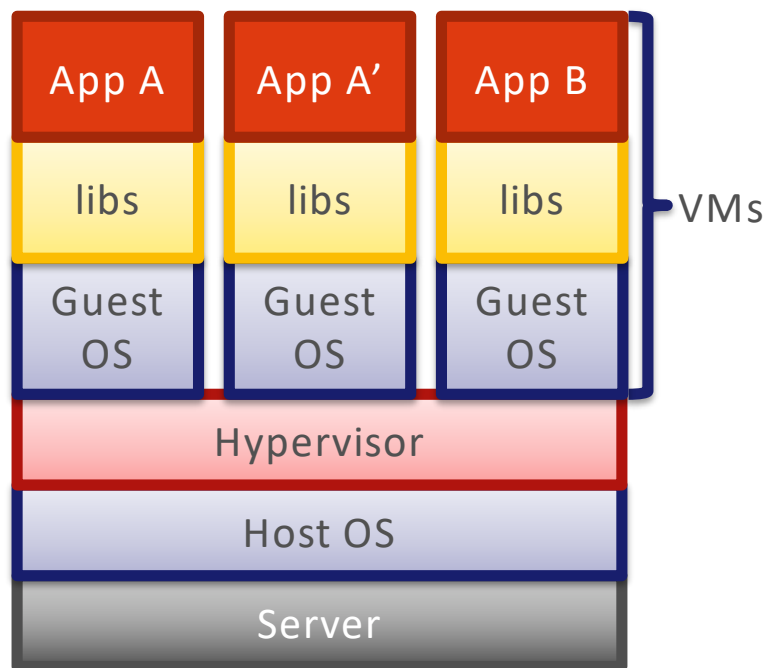 App A
App A’
App B
libs
libs
libs
VMs
Guest
OS
Guest
OS
Guest
OS
Hypervisor
Host OS
Server